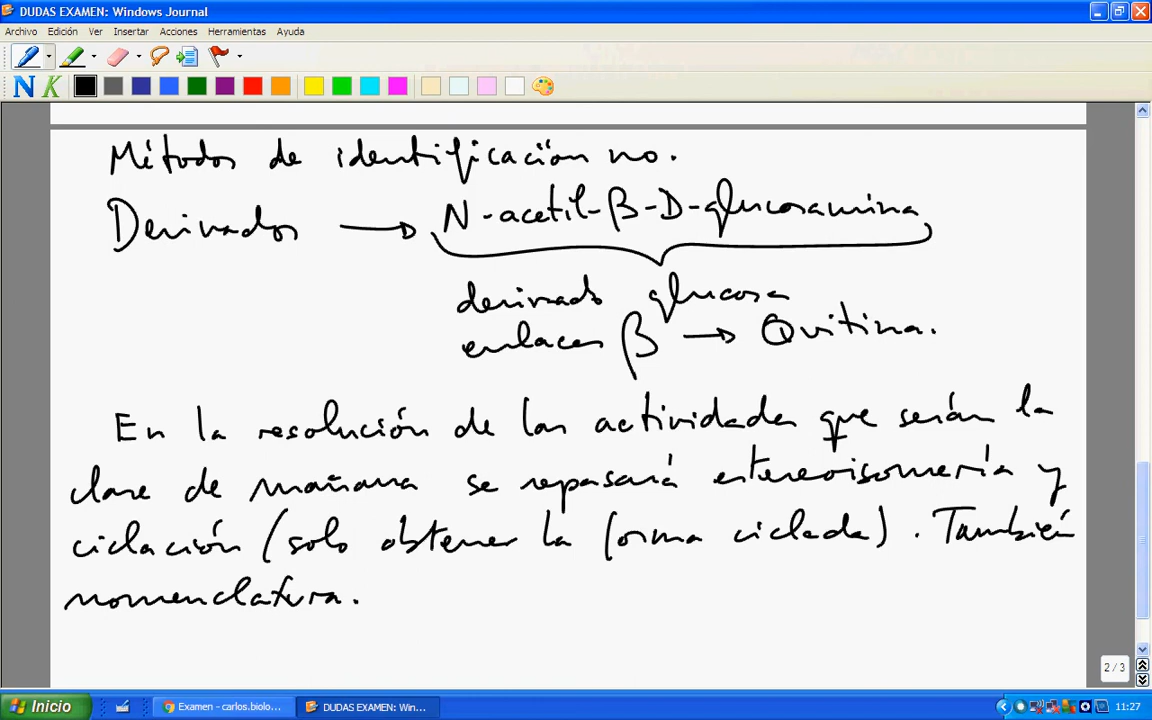 DUDAS EXAMEN: Windows Journal
Archivo Edición Ver Insertar Acciones Herramientas Ayuda
N K
Métodos de identificación no.
Derivados → N-acetil-β-D-glucosamina
derivado glucosa
enlaces β → Quitina.
En la resolución de las actividades que serán la
clase de mañana se repasará estereoisomería y
ciclación (solo obtener la forma ciclada). También
nomenclatura.
2 / 3
Inicio Examen - carlos.biolo... DUDAS EXAMEN: Win... 11:27